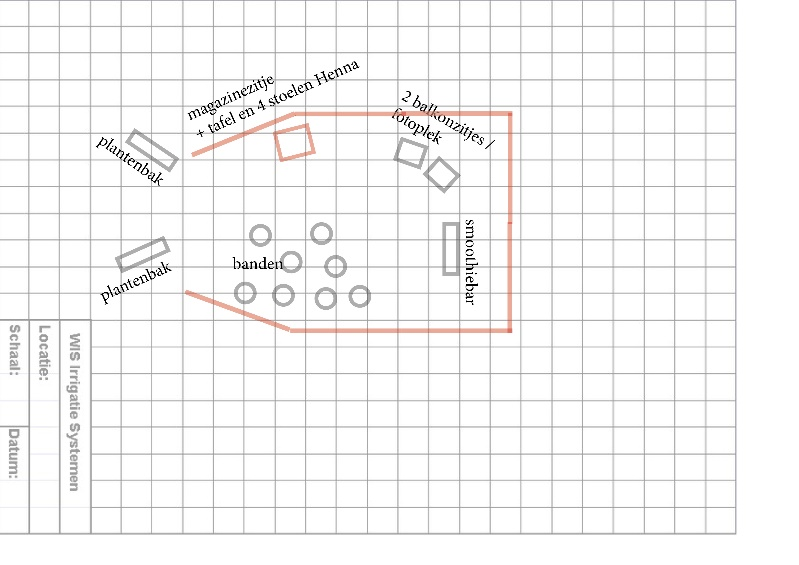 magazinezitje
+ tafel en 4 stoelen Henna
2 balkonzitjes /
fotoplek
plantenbak
plantenbak
banden
smoothiebar
WIS Irrigatie Systemen
Locatie:
Schaal:
Datum: